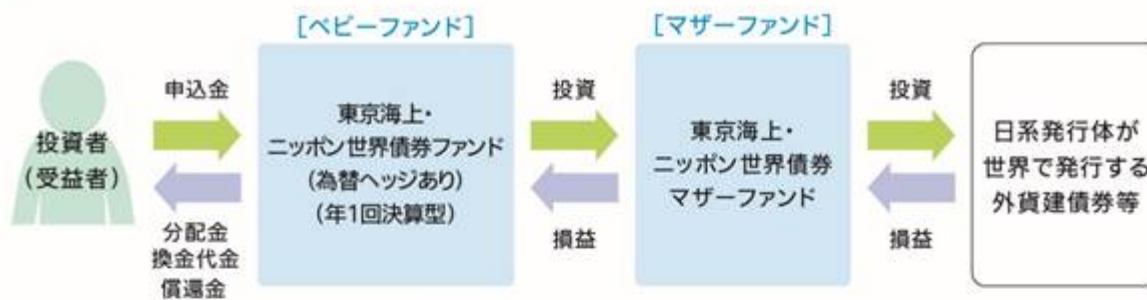 [ベビーファンド]
[マザーファンド]
投資者
(受益者)
申込金
分配金
換金代金
償還金
東京海上・
ニッポン世界債券ファンド
(為替ヘッジあり)
(年1回決算型)
投資
損益
東京海上・
ニッポン世界債券
マザーファンド
投資
損益
日系発行体が
世界で発行する
外貨建債券等